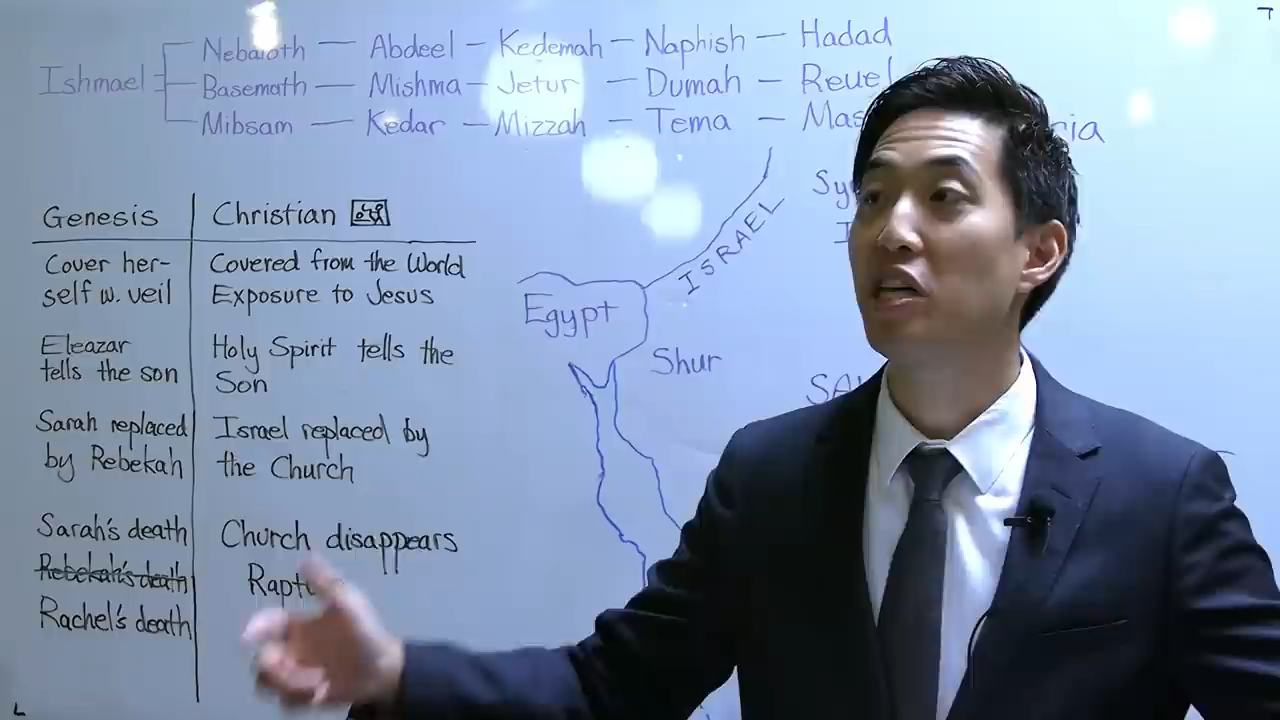 Ishmael
Nebaioth — Abdeel — Kedemah — Naphish — Hadad
Basemath — Mishma — Jetur — Dumah — Reuel
Mibsam — Kedar — Mizzah — Tema —
Genesis | Christian
Cover her-
self w. veil
Covered from the World
Exposure to Jesus
Eleazar
tells the son
Holy Spirit tells the
Son
Sarah replaced
by Rebekah
Israel replaced by
the Church
Sarah's death
Rebekah's death
Rachel's death
Church disappears
ISRAEL
Egypt
Shur